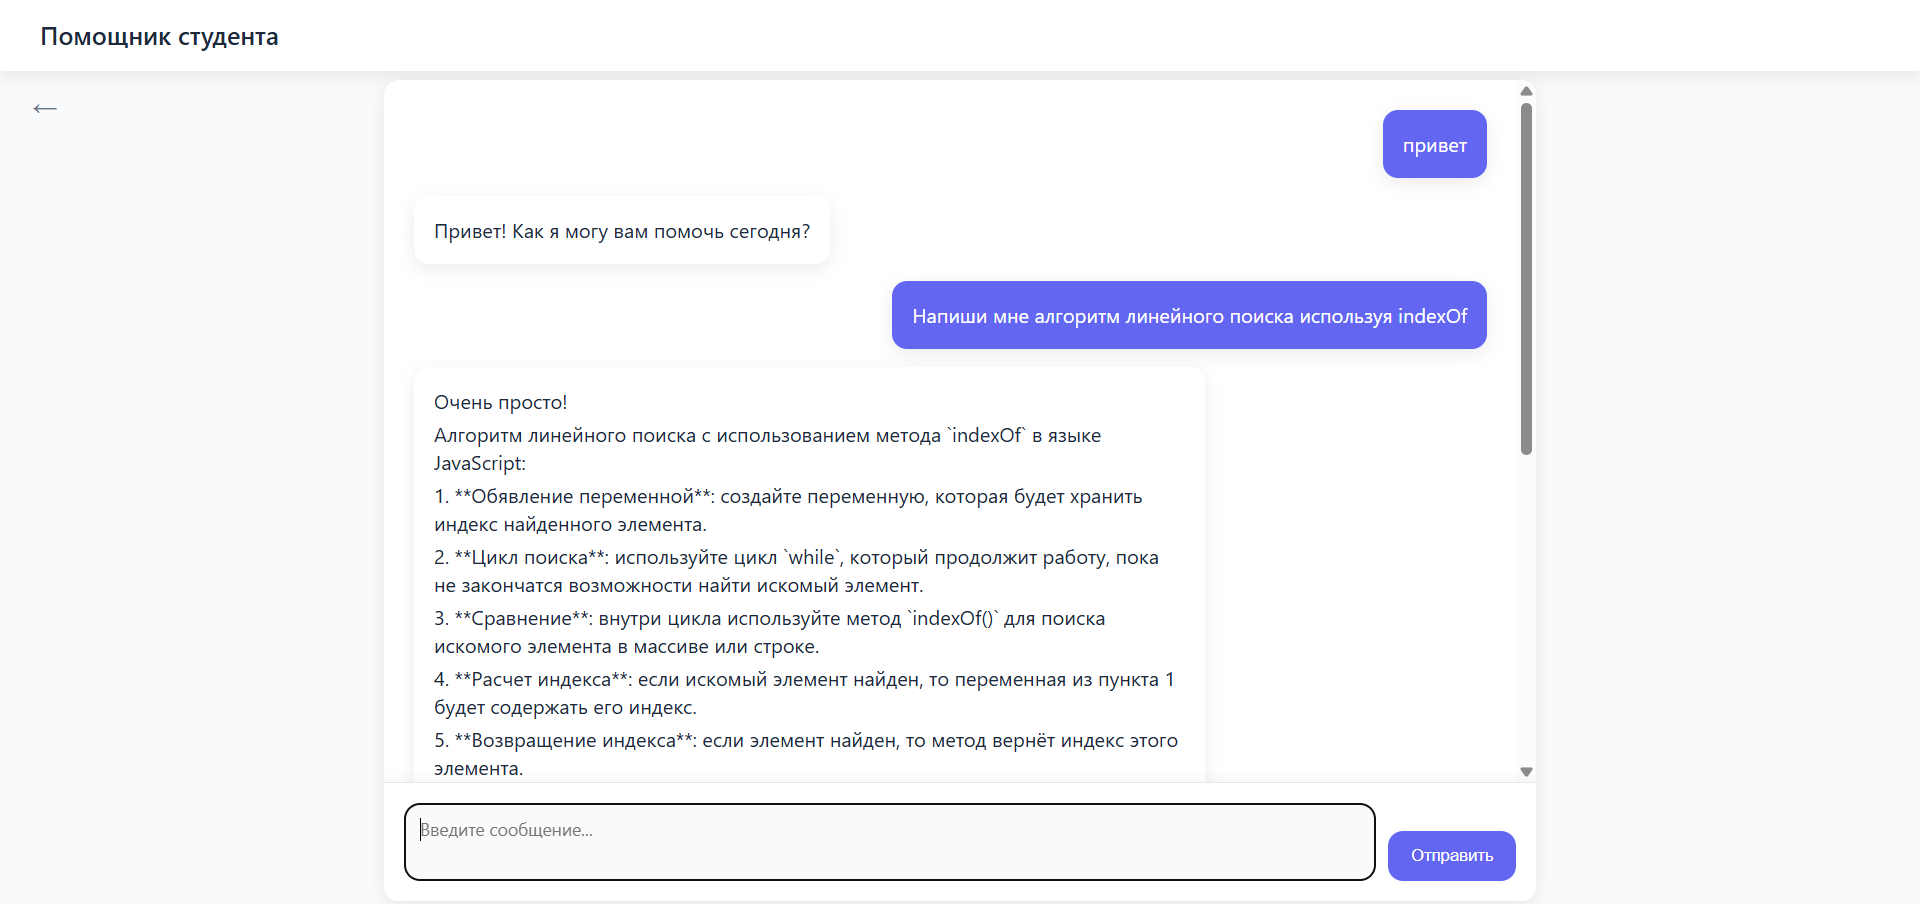 Помощник студента
←
привет
Привет! Как я могу вам помочь сегодня?
Напиши мне алгоритм линейного поиска используя indexOf
Очень просто!
Алгоритм линейного поиска с использованием метода `indexOf` в языке
JavaScript:
1. **Обявление переменной**: создайте переменную, которая будет хранить
индекс найденного элемента.
2. **Цикл поиска**: используйте цикл `while`, который продолжит работу, пока
не закончатся возможности найти искомый элемент.
3. **Сравнение**: внутри цикла используйте метод `indexOf()` для поиска
искомого элемента в массиве или строке.
4. **Расчет индекса**: если искомый элемент найден, то переменная из пункта 1
будет содержать его индекс.
5. **Возвращение индекса**: если элемент найден, то метод вернёт индекс этого
элемента.
Введите сообщение...
Отправить